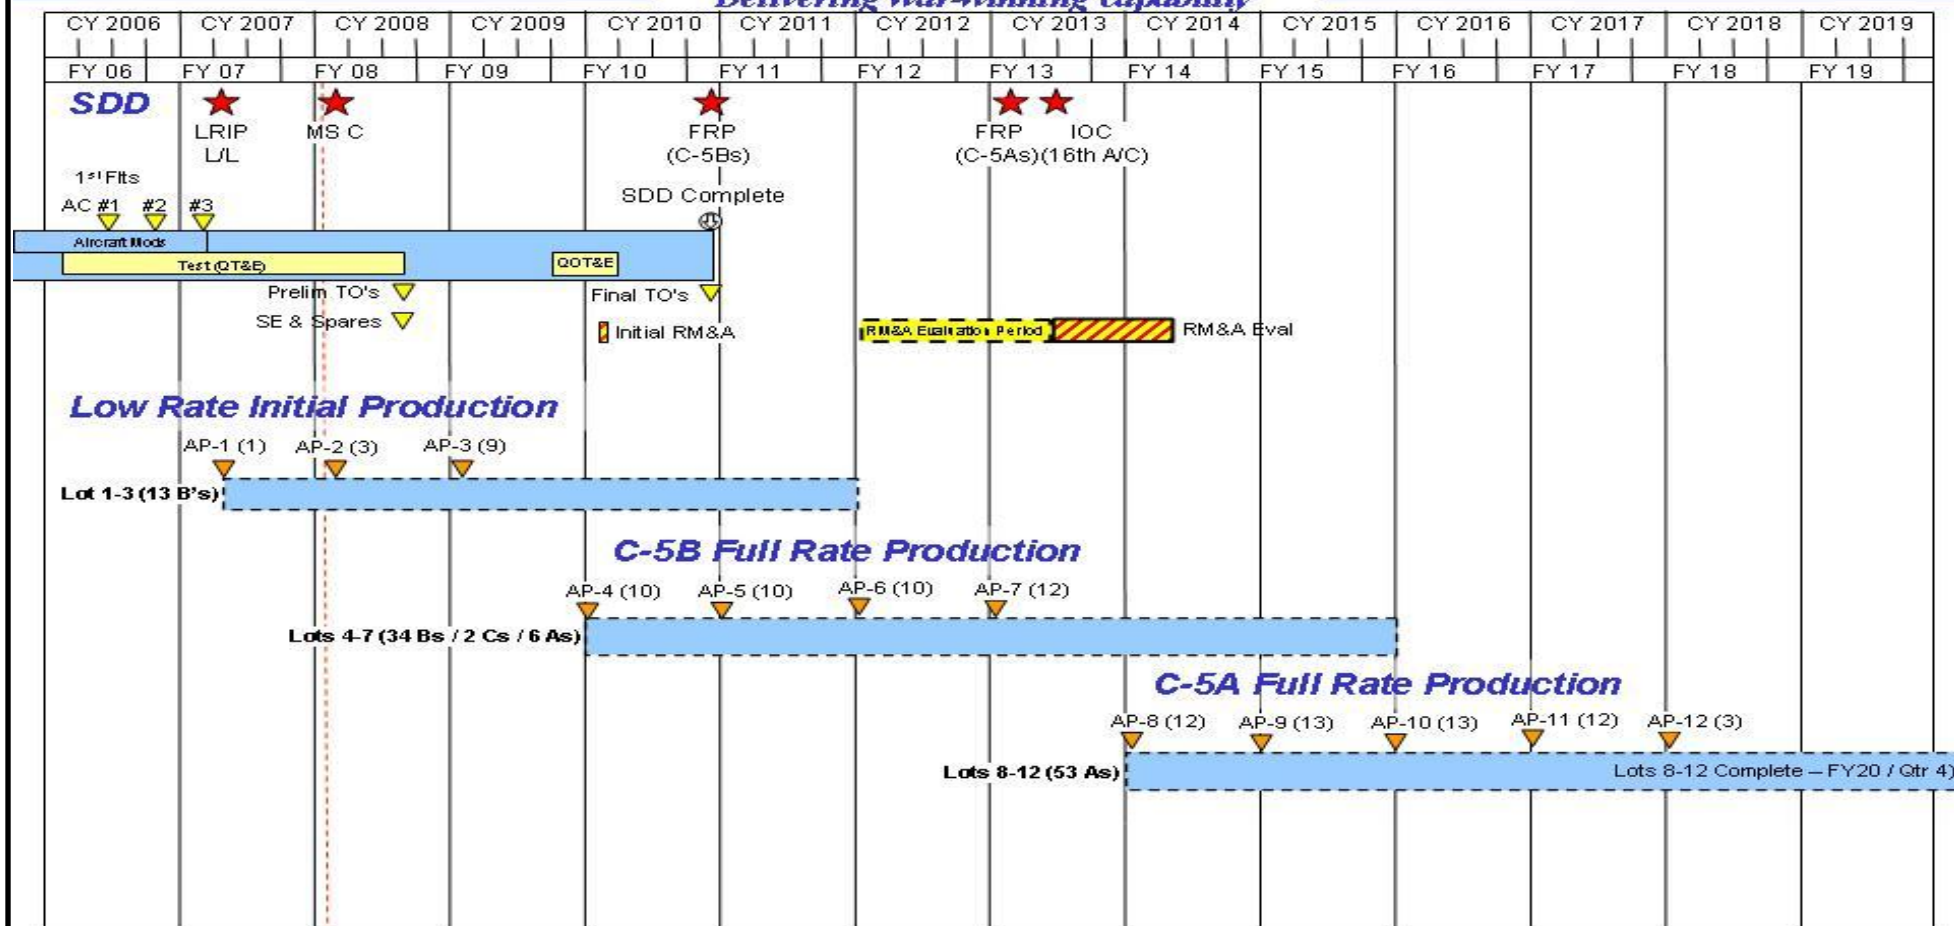 Delivering War-winning Capability
CY 2006 CY 2007 CY 2008 CY 2009 CY 2010 CY 2011 CY 2012 CY 2013 CY 2014 CY 2015 CY 2016 CY 2017 CY 2018 CY 2019
FY 06 FY 07 FY 08 FY 09 FY 10 FY 11 FY 12 FY 13 FY 14 FY 15 FY 16 FY 17 FY 18 FY 19
SDD
LRIP MS C FRP FRP IOC
L/L (C-5Bs) (C-5As)(16th A/C)
1st Flts
SDD Complete
AC #1 #2 #3
Aircraft Mods
Test (QT&E) QOT&E
Prelim TO's Final TO's
SE & Spares Initial RM&A RM&A Evaluation Period RM&A Eval
Low Rate Initial Production
AP-1 (1) AP-2 (3) AP-3 (9)
Lot 1-3 (13 B's)
C-5B Full Rate Production
AP-4 (10) AP-5 (10) AP-6 (10) AP-7 (12)
Lots 4-7 (34 Bs / 2 Cs / 6 As)
C-5A Full Rate Production
AP-8 (12) AP-9 (13) AP-10 (13) AP-11 (12) AP-12 (3)
Lots 8-12 (53 As) Lots 8-12 Complete – FY20 / Qtr 4)